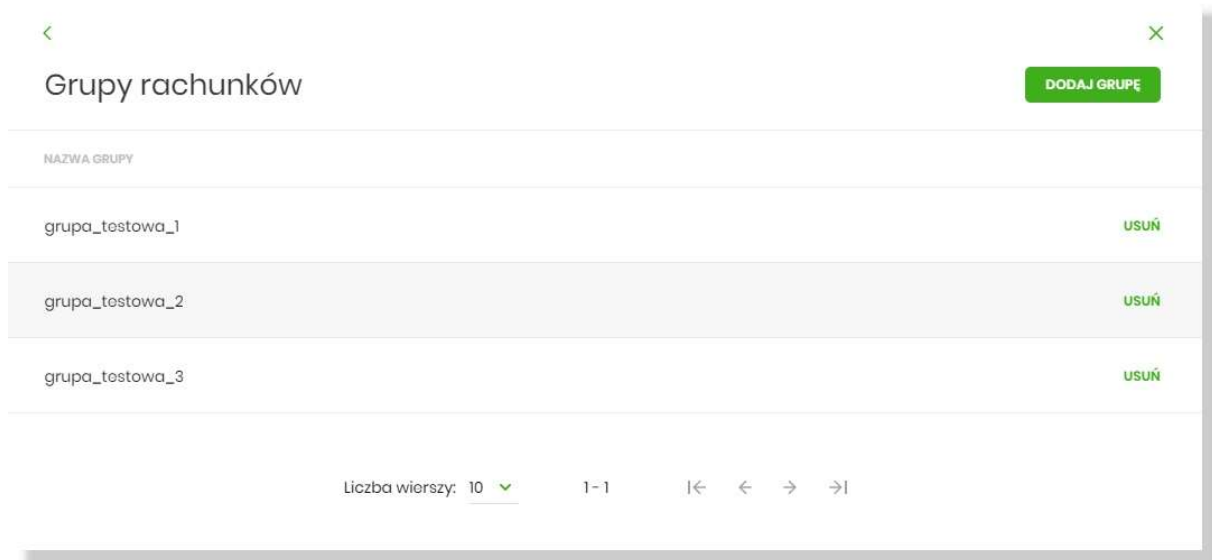 Grupy rachunków
DODAJ GRUPĘ
NAZWA GRUPY
grupa_testowa_1 USUŃ
grupa_testowa_2 USUŃ
grupa_testowa_3 USUŃ
Liczba wierszy: 10 1 - 1